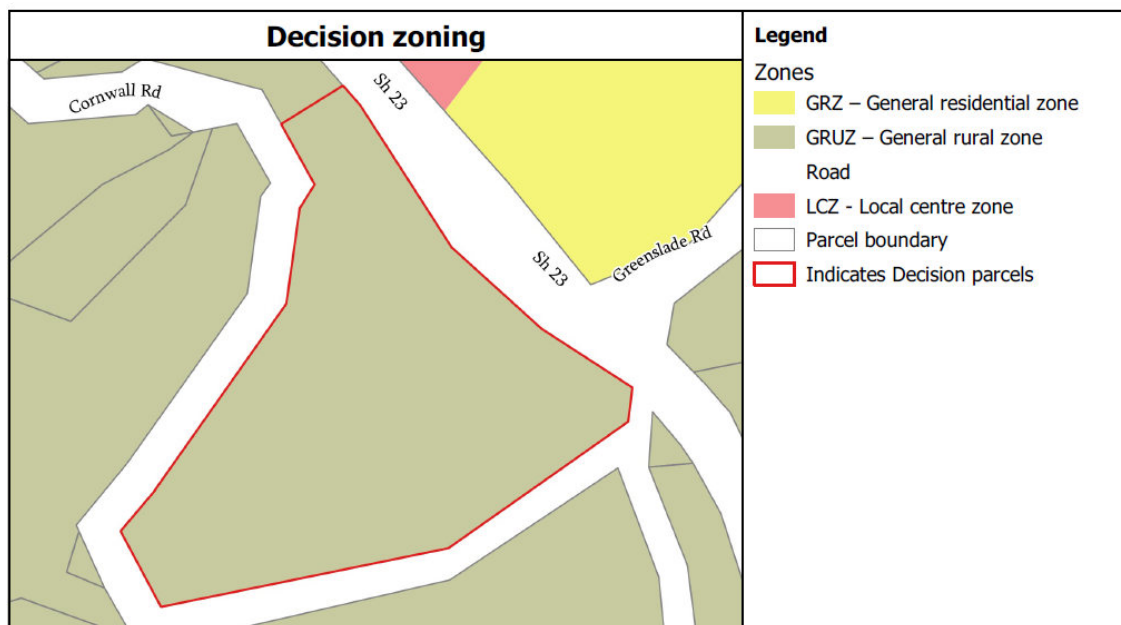 Decision zoning
Cornwall Rd
Sh 23
Sh 23
Greenslade Rd
Legend
Zones
GRZ – General residential zone
GRUZ – General rural zone
Road
LCZ - Local centre zone
Parcel boundary
Indicates Decision parcels